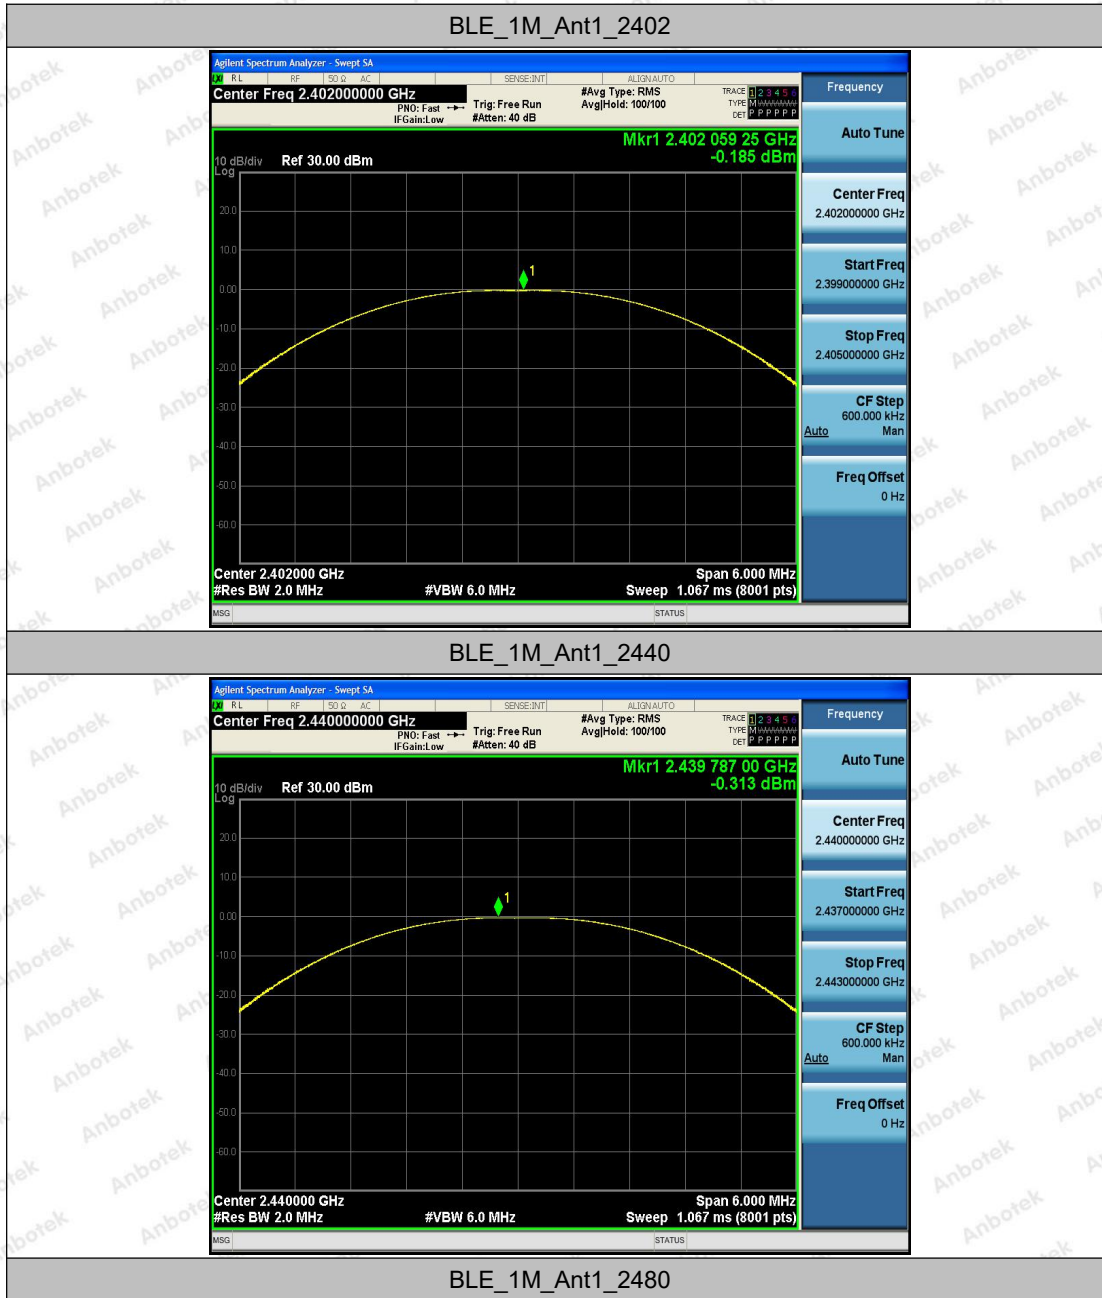 BLE_1M_Ant1_2402
Agilent Spectrum Analyzer - Swept SA
RL RF 50 Ω AC SENSE:INT ALIGNAUTO
Center Freq 2.402000000 GHz
PNO: Fast
IFGain:Low
Trig: Free Run
#Atten: 40 dB
#Avg Type: RMS
Avg|Hold: 100/100
TRACE 1 2 3 4 5 6
TYPE M
DET P P P P P P
Mkr1 2.402 059 25 GHz
-0.185 dBm
10 dB/div Ref 30.00 dBm
Log
20.0
10.0
0.00
-10.0
-20.0
-30.0
-40.0
-50.0
-60.0
1
Center 2.402000 GHz Span 6.000 MHz
#Res BW 2.0 MHz #VBW 6.0 MHz Sweep 1.067 ms (8001 pts)
MSG STATUS
Frequency
Auto Tune
Center Freq
2.402000000 GHz
Start Freq
2.399000000 GHz
Stop Freq
2.405000000 GHz
CF Step
600.000 kHz
Auto Man
Freq Offset
0 Hz
BLE_1M_Ant1_2440
Agilent Spectrum Analyzer - Swept SA
RL RF 50 Ω AC SENSE:INT ALIGNAUTO
Center Freq 2.440000000 GHz
PNO: Fast
IFGain:Low
Trig: Free Run
#Atten: 40 dB
#Avg Type: RMS
Avg|Hold: 100/100
TRACE 1 2 3 4 5 6
TYPE M
DET P P P P P P
Mkr1 2.439 787 00 GHz
-0.313 dBm
10 dB/div Ref 30.00 dBm
Log
20.0
10.0
0.00
-10.0
-20.0
-30.0
-40.0
-50.0
-60.0
1
Center 2.440000 GHz Span 6.000 MHz
#Res BW 2.0 MHz #VBW 6.0 MHz Sweep 1.067 ms (8001 pts)
MSG STATUS
Frequency
Auto Tune
Center Freq
2.440000000 GHz
Start Freq
2.437000000 GHz
Stop Freq
2.443000000 GHz
CF Step
600.000 kHz
Auto Man
Freq Offset
0 Hz
BLE_1M_Ant1_2480